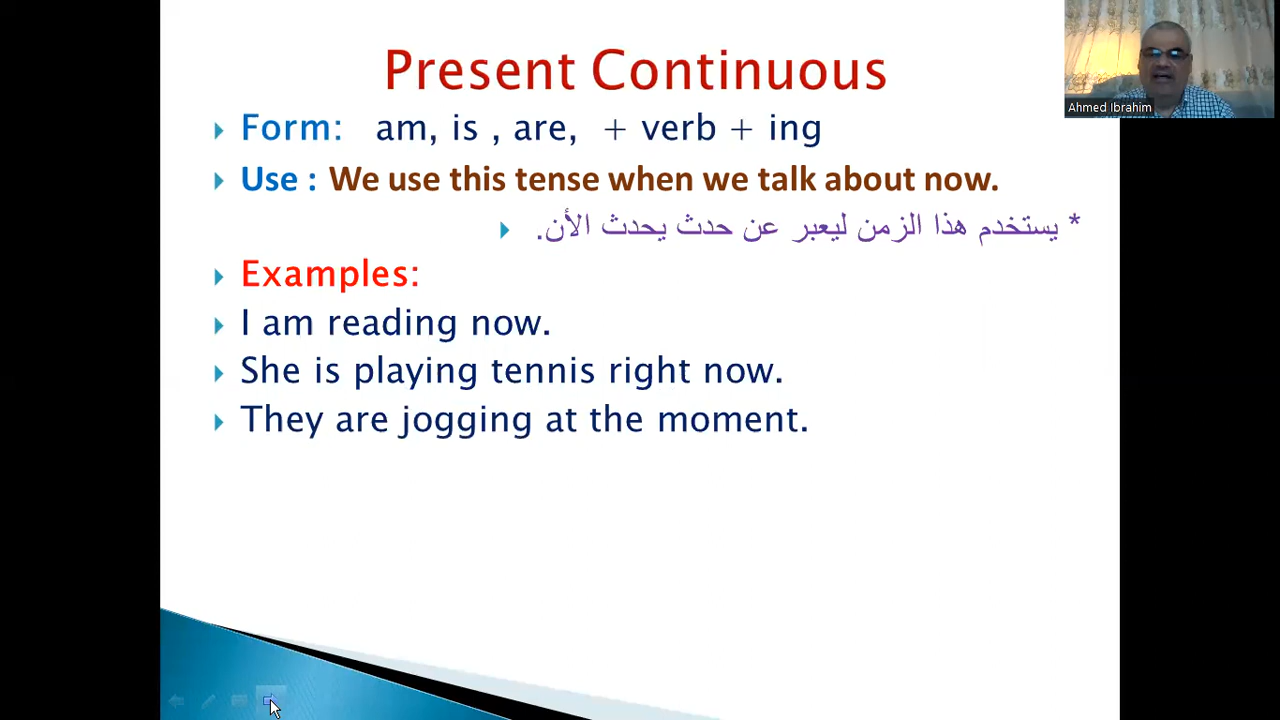 Present Continuous
Form: am, is , are, + verb + ing
Use : We use this tense when we talk about now.
* يستخدم هذا الزمن ليعبر عن حدث يحدث الأن.
Examples:
I am reading now.
She is playing tennis right now.
They are jogging at the moment.
Ahmed Ibrahim